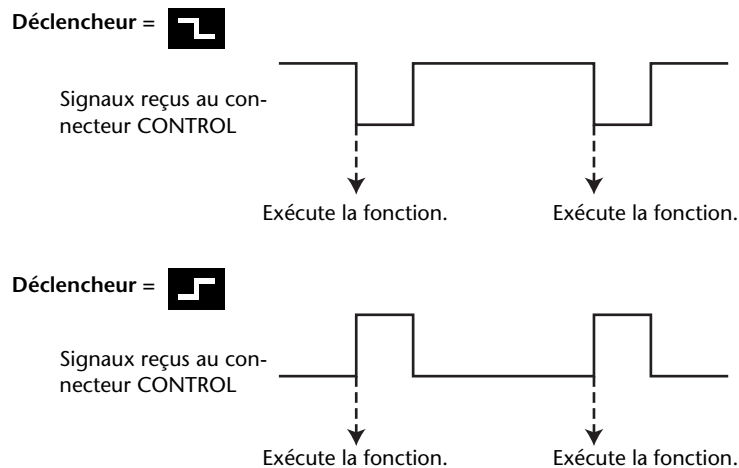 Déclencheur =
Signaux reçus au con-
necteur CONTROL
Exécute la fonction.
Exécute la fonction.
Déclencheur =
Signaux reçus au con-
necteur CONTROL
Exécute la fonction.
Exécute la fonction.